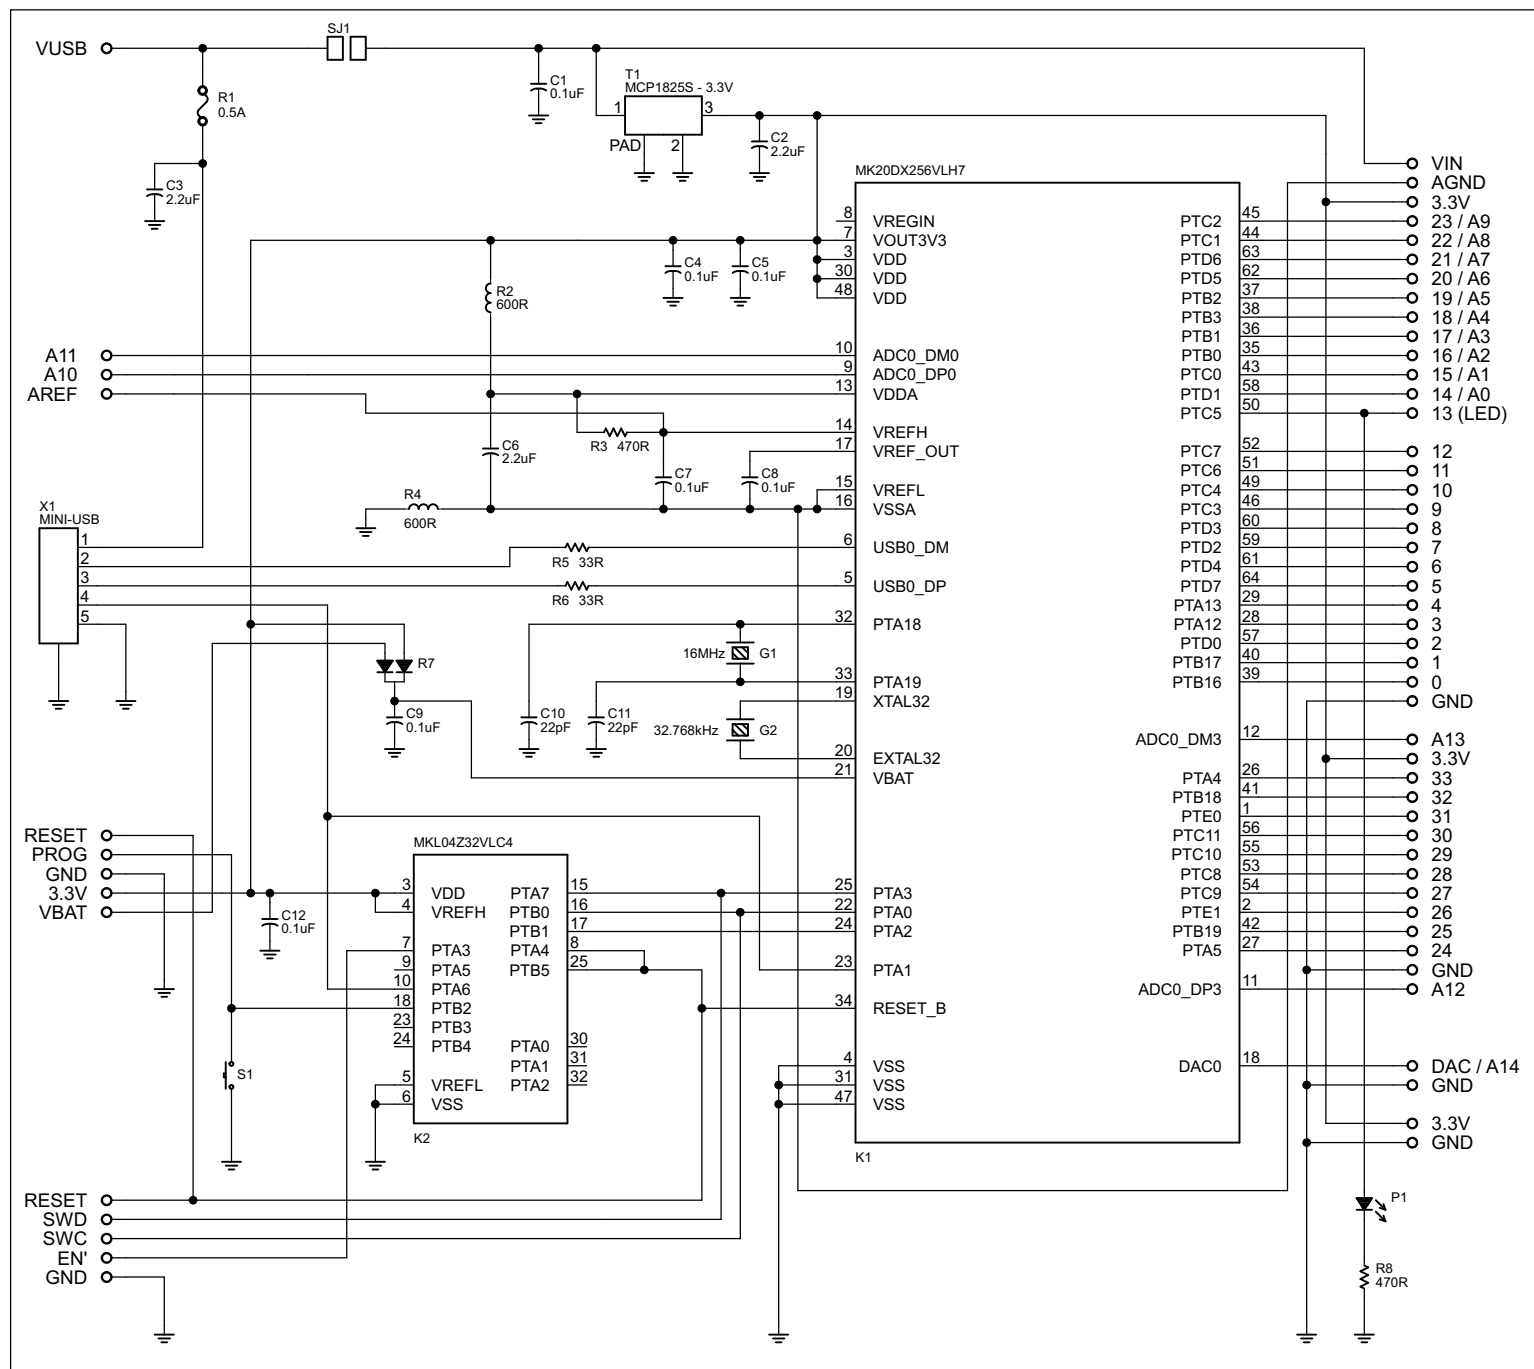 SJ1
VUSB
R1
0.5A
C1
0.1uF
T1
MCP1825S - 3.3V
1
3
PAD
2
C2
2.2uF
C3
2.2uF
MK20DX256VLH7
8 VREGIN
7 VOUT3V3
3 VDD
30 VDD
48 VDD
C4
0.1uF
C5
0.1uF
R2
600R
A11
A10
AREF
10 ADC0_DM0
9 ADC0_DP0
13 VDDA
14 VREFH
17 VREF_OUT
15 VREFL
16 VSSA
6 USB0_DM
5 USB0_DP
32 PTA18
33 PTA19
19 XTAL32
20 EXTAL32
21 VBAT
25 PTA3
22 PTA0
24 PTA2
23 PTA1
34 RESET_B
4 VSS
31 VSS
47 VSS
K1
R3 470R
C6
2.2uF
C7
0.1uF
C8
0.1uF
R4
600R
X1
MINI-USB
1
2
3
4
5
R5 33R
R6 33R
R7
C9
0.1uF
16MHz G1
C10
22pF
C11
22pF
32.768kHz G2
RESET
PROG
GND
3.3V
VBAT
C12
0.1uF
S1
MKL04Z32VLC4
3 VDD
4 VREFH
7 PTA3
9 PTA5
10 PTA6
18 PTB2
23 PTB3
24 PTB4
5 VREFL
6 VSS
PTA7 15
PTB0 16
PTB1 17
PTA4 8
PTB5 25
PTA0 30
PTA1 31
PTA2 32
K2
RESET
SWD
SWC
EN'
GND
VIN
AGND
3.3V
PTC2 45 23 / A9
PTC1 44 22 / A8
PTD6 63 21 / A7
PTD5 62 20 / A6
PTB2 37 19 / A5
PTB3 38 18 / A4
PTB1 36 17 / A3
PTB0 35 16 / A2
PTC0 43 15 / A1
PTD1 58 14 / A0
PTC5 50 13 (LED)
PTC7 52 12
PTC6 51 11
PTC4 49 10
PTC3 46 9
PTD3 60 8
PTD2 59 7
PTD4 61 6
PTD7 64 5
PTA13 29 4
PTA12 28 3
PTD0 57 2
PTB17 40 1
PTB16 39 0
GND
ADC0_DM3 12 A13
3.3V
PTA4 26 33
PTB18 41 32
PTE0 1 31
PTC11 56 30
PTC10 55 29
PTC8 53 28
PTC9 54 27
PTE1 2 26
PTB19 42 25
PTA5 27 24
GND
ADC0_DP3 11 A12
DAC0 18 DAC / A14
GND
3.3V
GND
P1
R8
470R